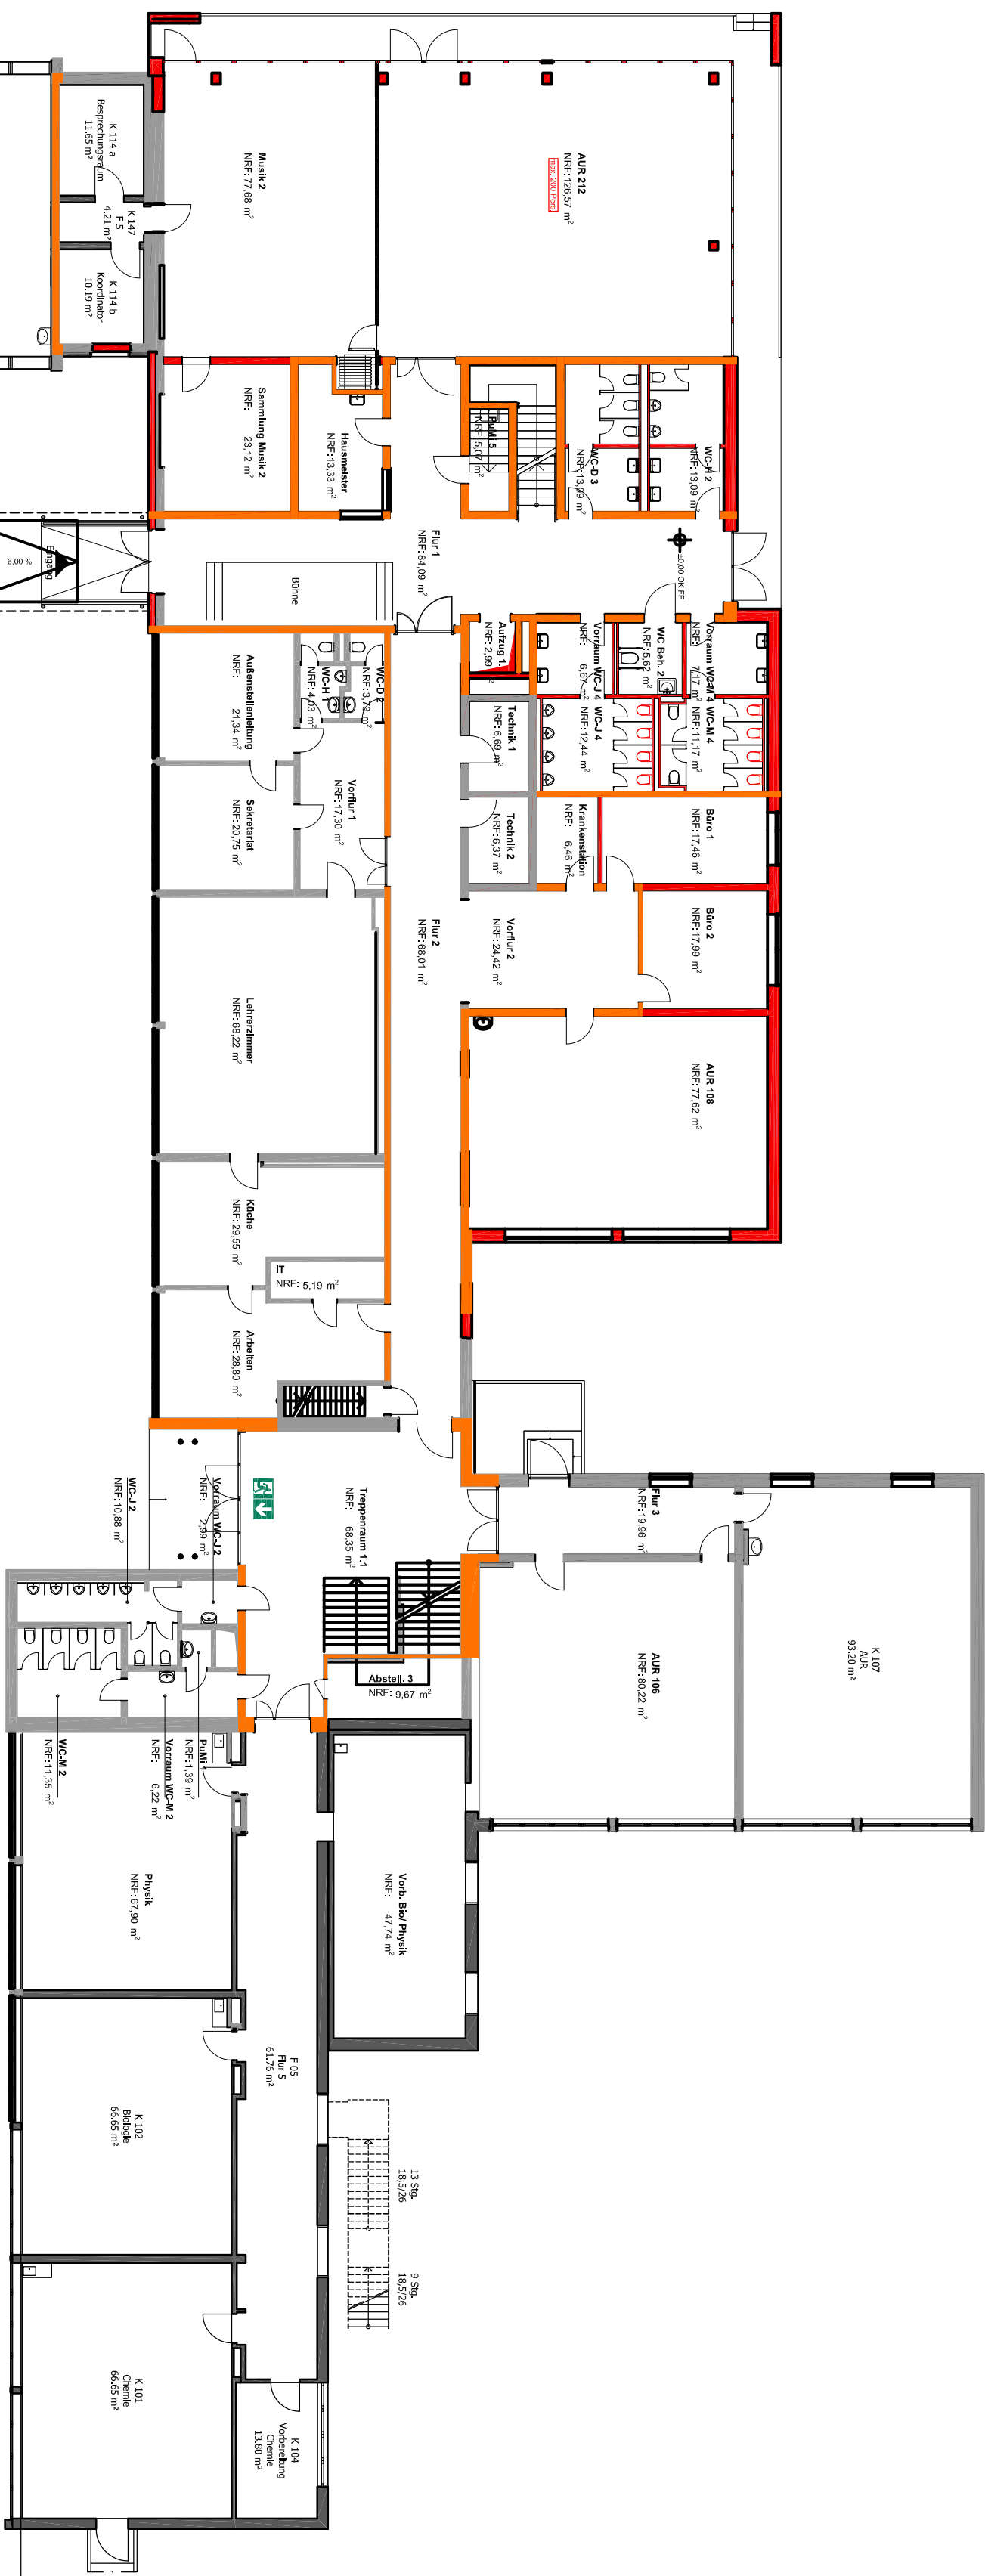 K 114 a
Besprechungsraum
11.65 m²
K 147
F 5
4.21 m²
K 114 b
Koordinator
10.19 m²
Musik 2
NRF: 77,68 m²
AUR 212
NRF: 126,57 m²
max. 200 Pers
Sammlung Musik 2
NRF: 23,12 m²
Hausmeister
NRF: 13,33 m²
PuMi 5
NRF: 5,07 m²
WC-D 3
NRF: 13,09 m²
WC-H 2
NRF: 13,09 m²
Eingang
6,00 %
Bühne
Flur 1
NRF: 84,09 m²
±0,00 OK FF
Außenstellenleitung
NRF: 21,34 m²
WC-H 1
NRF: 4,03 m²
WC-D 2
NRF: 3,73 m²
Aufzug 1.
NRF: 2,99
Vorraum WC-J 4
NRF: 6,67 m²
WC Beh. 2
NRF: 5,62 m²
Vorraum WC-M 4
NRF: 7,17 m²
Technik 1
NRF: 6,69 m²
WC-J 4
NRF: 12,44 m²
WC-M 4
NRF: 11,17 m²
Sekretariat
NRF: 20,75 m²
Vorflur 1
NRF: 17,30 m²
Technik 2
NRF: 6,37 m²
Krankenstation
NRF: 6,46 m²
Büro 1
NRF: 17,46 m²
Büro 2
NRF: 17,99 m²
Flur 2
NRF: 68,01 m²
Vorflur 2
NRF: 24,42 m²
Lehrerzimmer
NRF: 68,22 m²
AUR 108
NRF: 77,62 m²
Küche
NRF: 29,55 m²
IT
NRF: 5,19 m²
Arbeiten
NRF: 28,80 m²
WC-J 2
NRF: 10,88 m²
Vorraum WC-J 2
NRF: 2,99 m²
Treppenraum 1.1
NRF: 68,35 m²
Flur 3
NRF: 19,96 m²
K 107
AUR
93.20 m²
AUR 106
NRF: 80,22 m²
Abstell. 3
NRF: 9,67 m²
WC-M 2
NRF: 11,35 m²
Vorraum WC-M 2
NRF: 6,22 m²
PuMi
NRF: 1,39 m²
Physik
NRF: 67,90 m²
Vorb. Bio/ Physik
NRF: 47,74 m²
F 05
Flur 5
61.76 m²
K 102
Biologie
66.65 m²
13 Stg.
18,5/26
9 Stg.
18,5/26
K 101
Chemie
66.65 m²
K 104
Vorbereitung
Chemie
13.80 m²